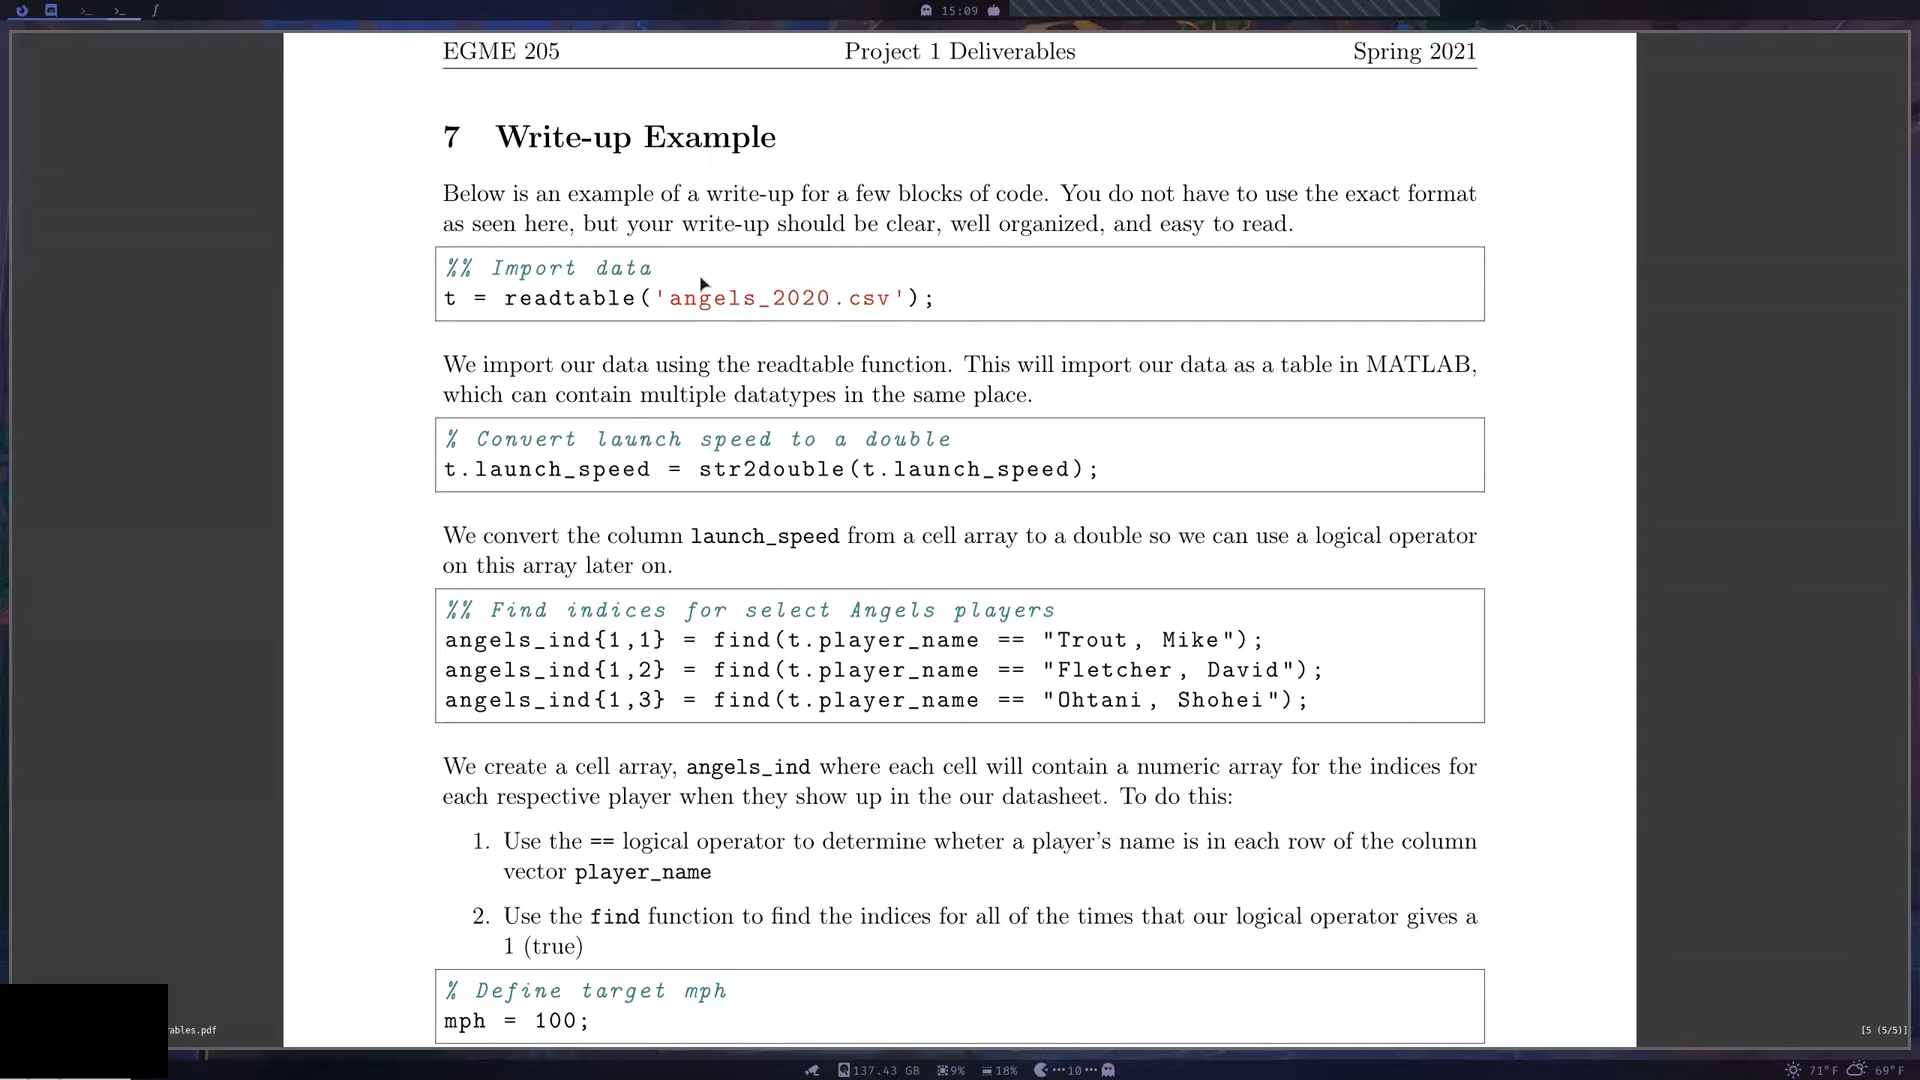 15:09
EGME 205 Project 1 Deliverables Spring 2021
7 Write-up Example
Below is an example of a write-up for a few blocks of code. You do not have to use the exact format
as seen here, but your write-up should be clear, well organized, and easy to read.
%% Import data
t = readtable('angels_2020.csv');
We import our data using the readtable function. This will import our data as a table in MATLAB,
which can contain multiple datatypes in the same place.
% Convert launch speed to a double
t.launch_speed = str2double(t.launch_speed);
We convert the column launch_speed from a cell array to a double so we can use a logical operator
on this array later on.
%% Find indices for select Angels players
angels_ind{1,1} = find(t.player_name == "Trout, Mike");
angels_ind{1,2} = find(t.player_name == "Fletcher, David");
angels_ind{1,3} = find(t.player_name == "Ohtani, Shohei");
We create a cell array, angels_ind where each cell will contain a numeric array for the indices for
each respective player when they show up in the our datasheet. To do this:
1. Use the == logical operator to determine wheter a player's name is in each row of the column
vector player_name
2. Use the find function to find the indices for all of the times that our logical operator gives a
1 (true)
% Define target mph
mph = 100;
ables.pdf [5 (5/5)]
137.43 GB 9% 18% 10 71°F 69°F